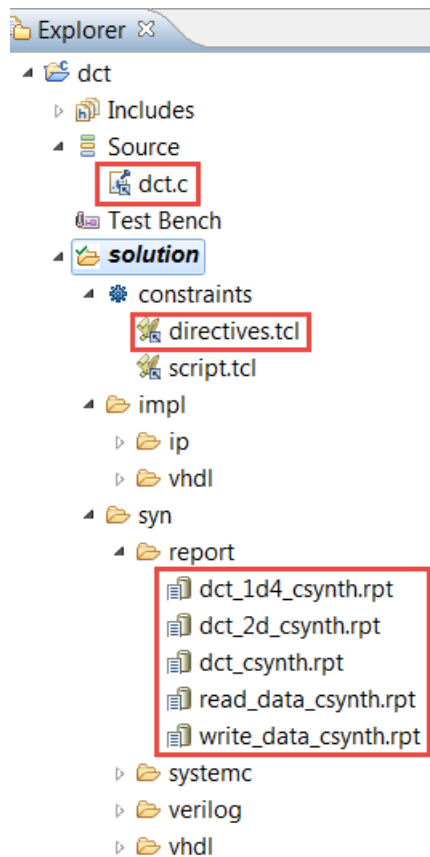 Explorer
dct
Includes
Source
dct.c
Test Bench
solution
constraints
directives.tcl
script.tcl
impl
ip
vhdl
syn
report
dct_1d4_csynth.rpt
dct_2d_csynth.rpt
dct_csynth.rpt
read_data_csynth.rpt
write_data_csynth.rpt
systemc
verilog
vhdl